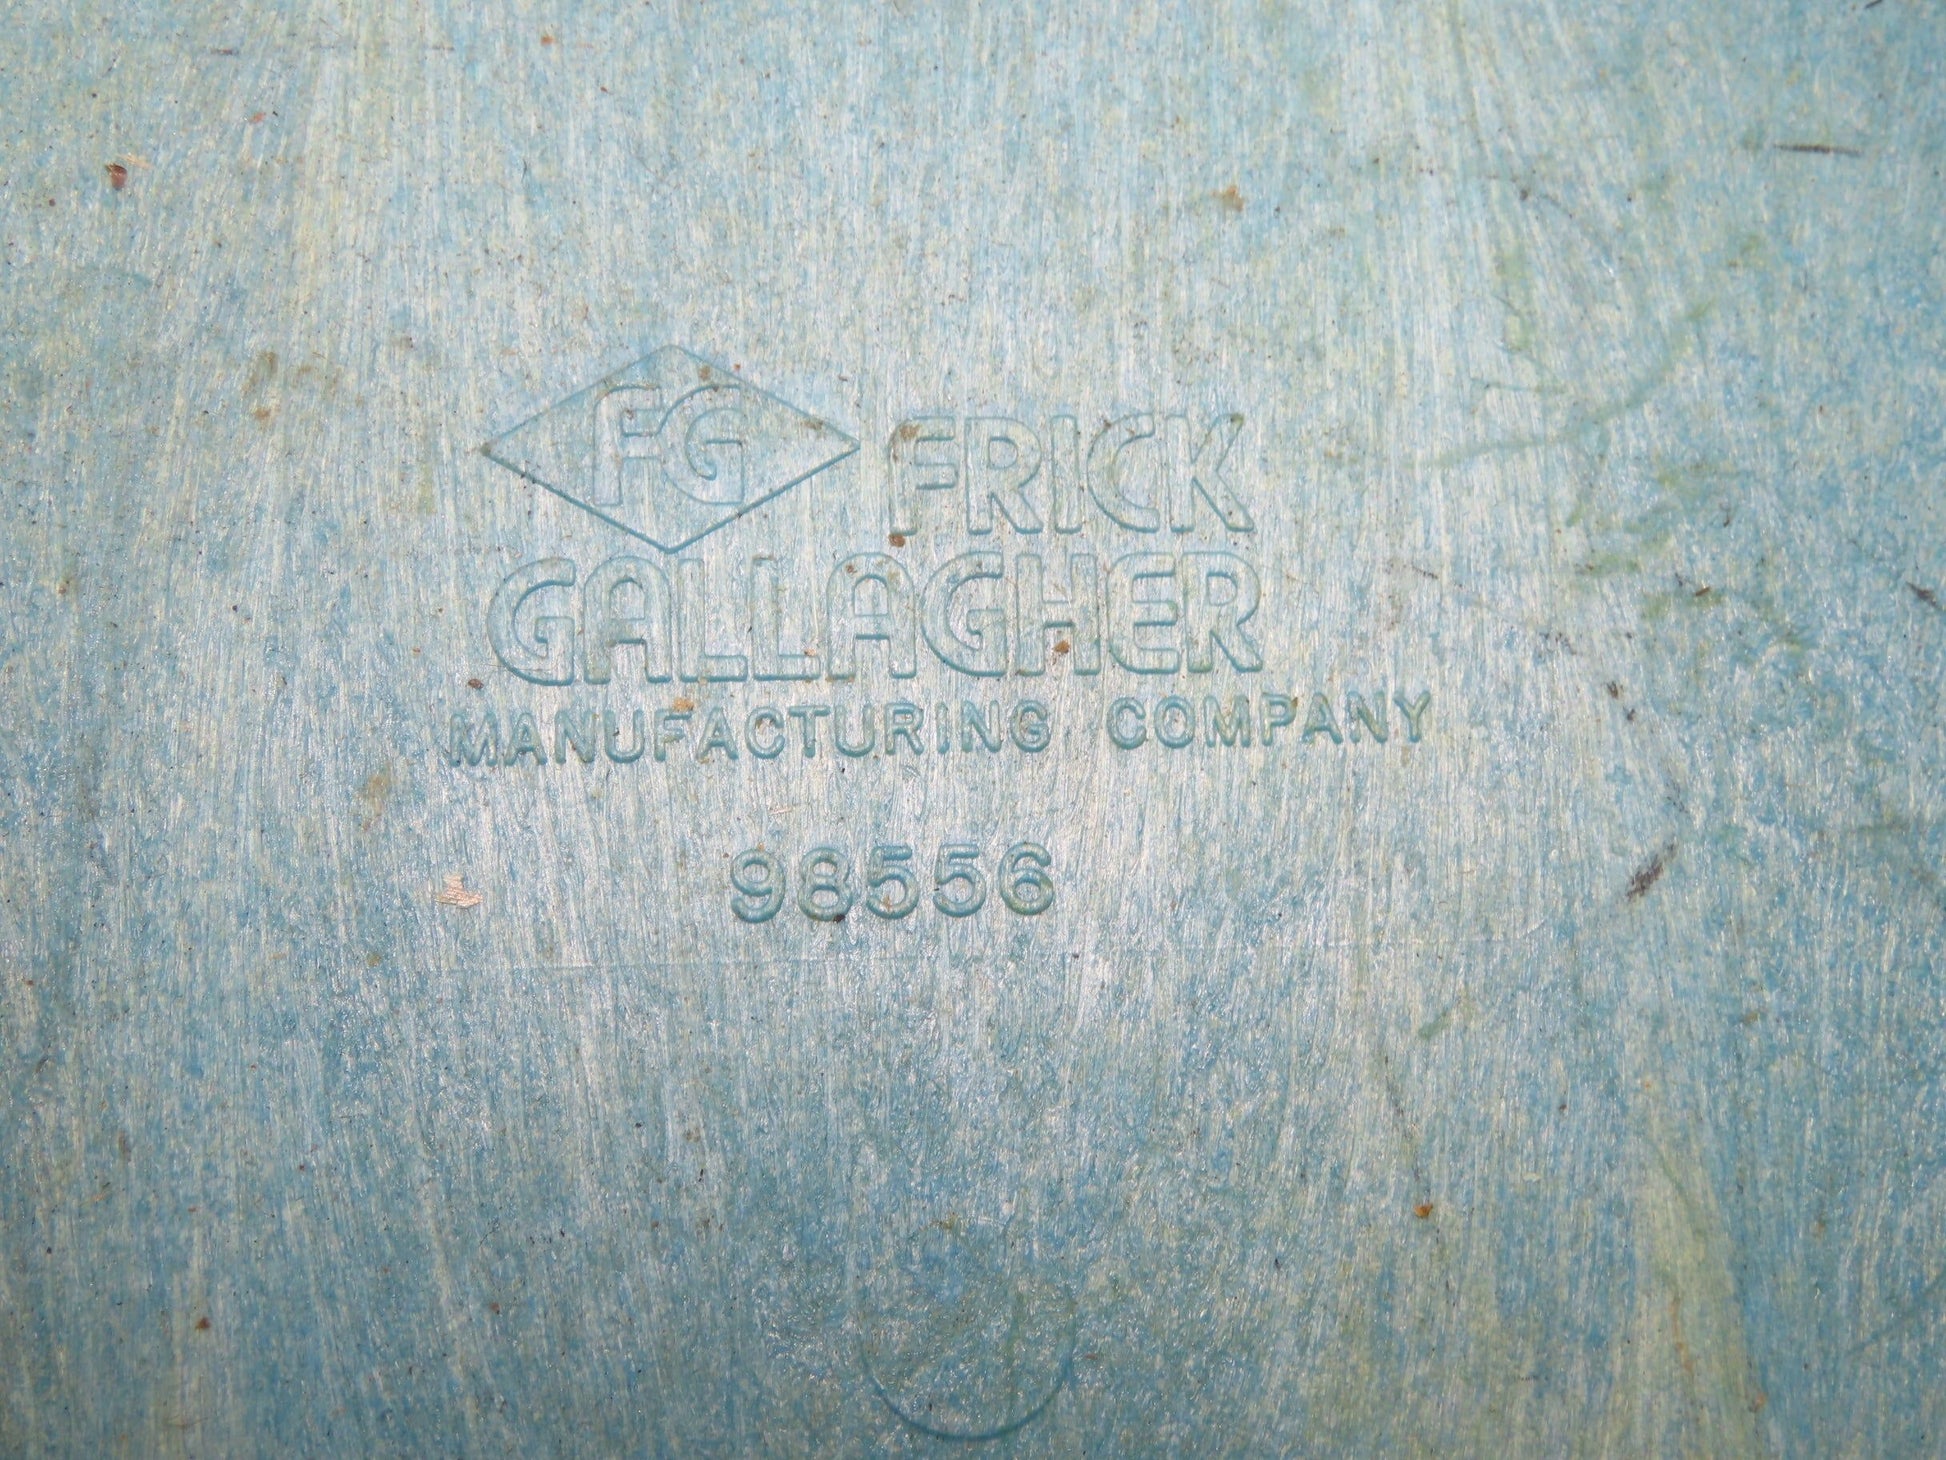 FG FRICK
GALLAGHER
MANUFACTURING COMPANY
98556